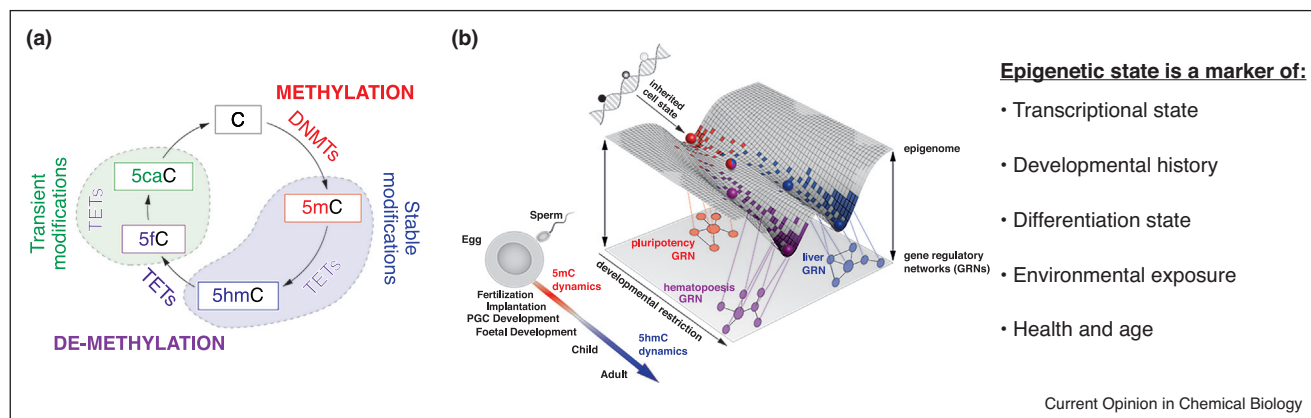 (a)
METHYLATION
DNMTs
C
5mC
Stable
modifications
TETs
5hmC
TETs
5fC
TETs
5caC
Transient
modifications
DE-METHYLATION
(b)
inherited
cell state
epigenome
gene regulatory
networks (GRNs)
pluripotency
GRN
liver
GRN
hematopoesis
GRN
developmental restriction
Sperm
Egg
5mC
dynamics
Fertilization
Implantation
PGC Development
Foetal Development
Child
5hmC
dynamics
Adult
Epigenetic state is a marker of:
• Transcriptional state
• Developmental history
• Differentiation state
• Environmental exposure
• Health and age
Current Opinion in Chemical Biology